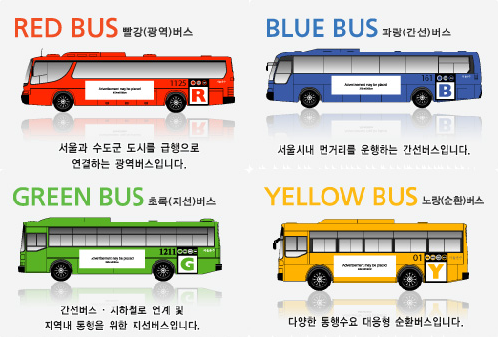 RED BUS 빨강(광역)버스
1125
R
Advertisement may be placed
서울과 수도군 도시를 급행으로
연결하는 광역버스입니다.
BLUE BUS 파랑(간선)버스
Advertisement may be placed
161
B
서울시내 먼거리를 운행하는 간선버스입니다.
GREEN BUS 초록(지선)버스
1211
Advertisement may be placed
G
간선버스 · 시하철로 연계 및
지역내 통힝을 위한 지선버스입니다.
YELLOW BUS 노랑(순환)버스
01
Advertisement may be placed
Y
다양한 통행수요 대응형 순환버스입니다.